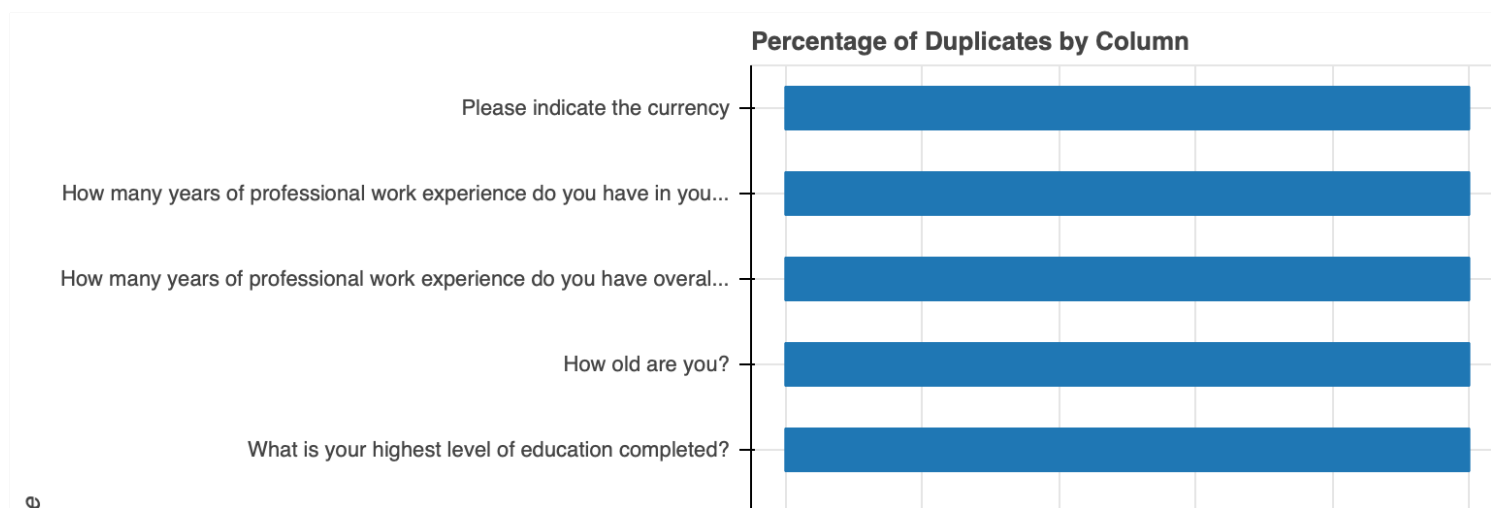 Percentage of Duplicates by Column
Please indicate the currency
How many years of professional work experience do you have in you...
How many years of professional work experience do you have overal...
How old are you?
What is your highest level of education completed?
e